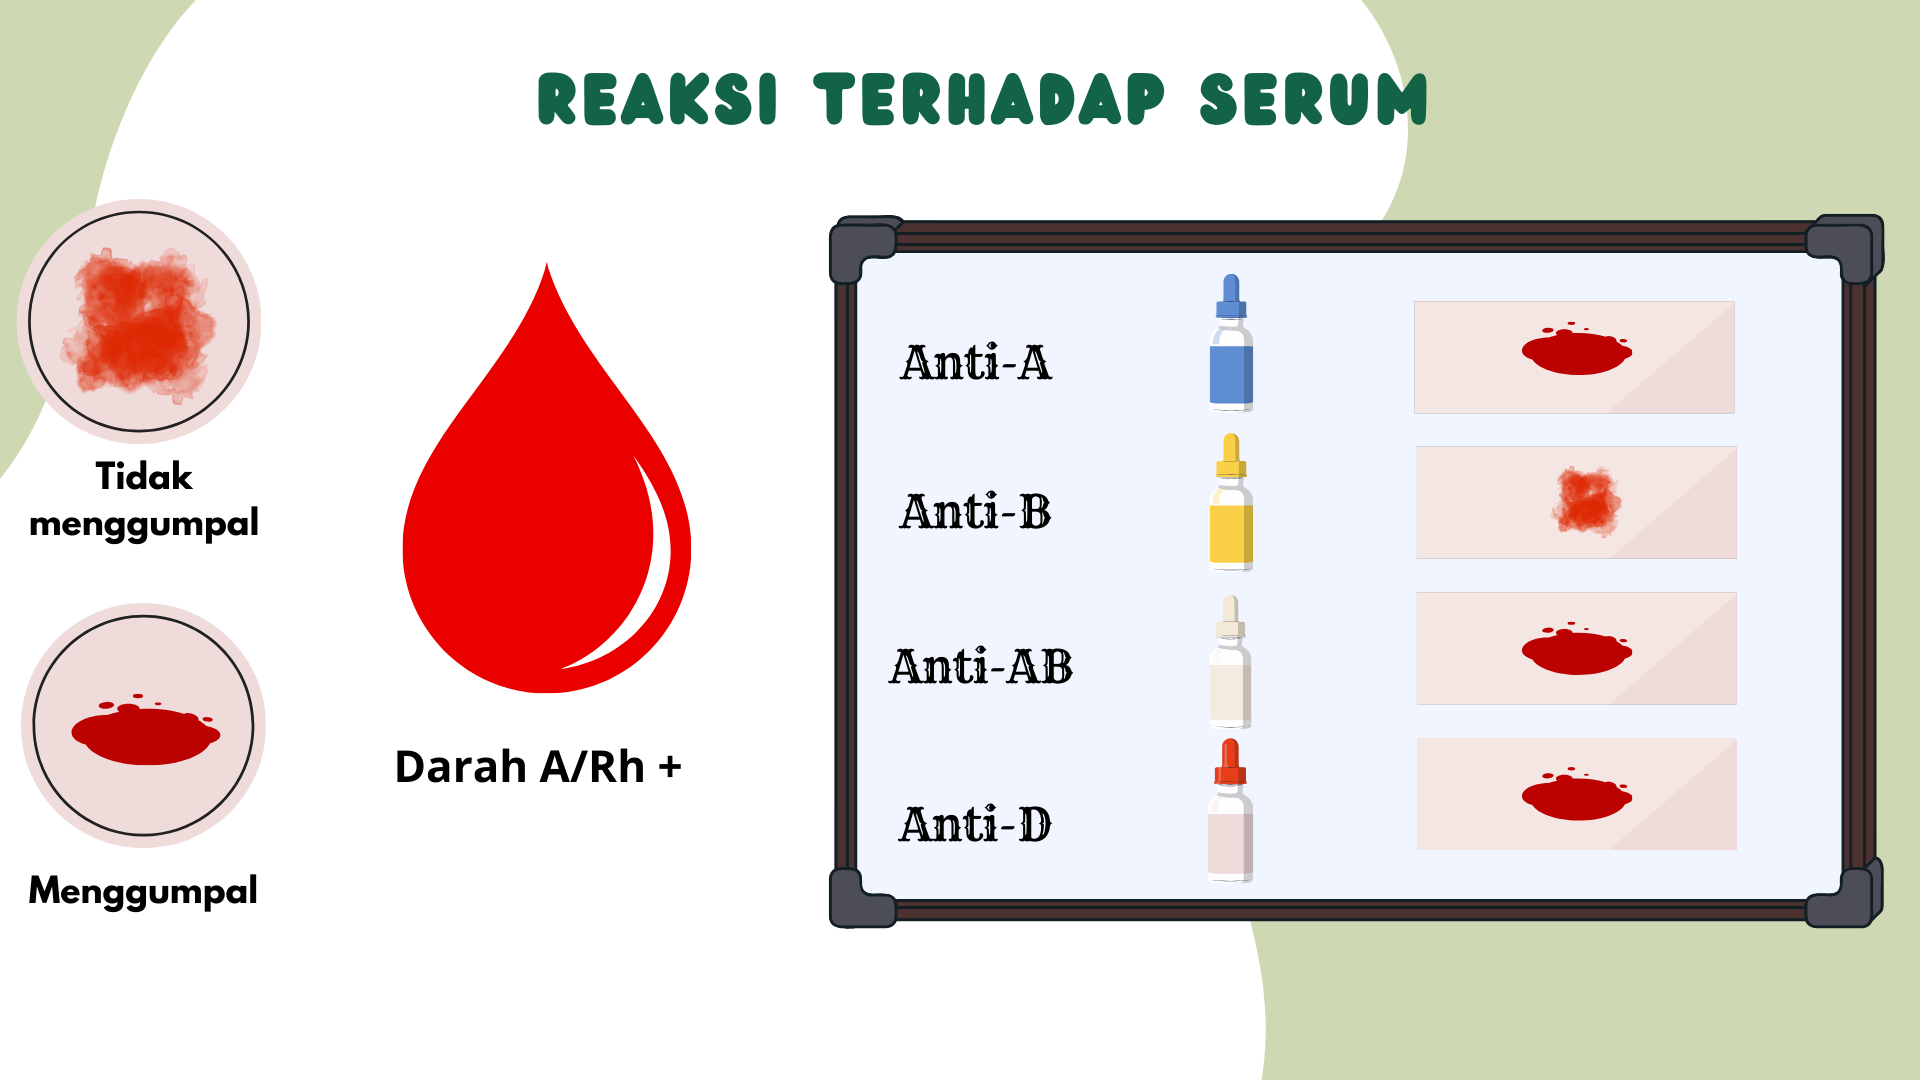 REAKSI TERHADAP SERUM
Tidak
menggumpal
Menggumpal
Darah A/Rh +
Anti-A
Anti-B
Anti-AB
Anti-D